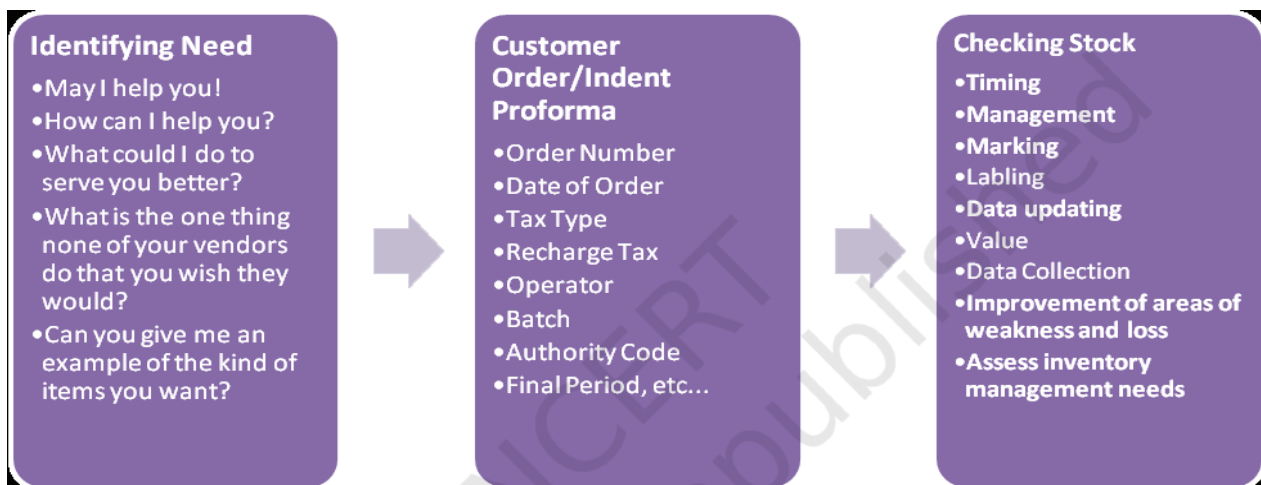 Identifying Need
•May I help you!
•How can I help you?
•What could I do to
serve you better?
•What is the one thing
none of your vendors
do that you wish they
would?
•Can you give me an
example of the kind of
items you want?
Customer
Order/Indent
Proforma
•Order Number
•Date of Order
•Tax Type
•Recharge Tax
•Operator
•Batch
•Authority Code
•Final Period, etc...
Checking Stock
•Timing
•Management
•Marking
•Labling
•Data updating
•Value
•Data Collection
•Improvement of areas of
weakness and loss
•Assess inventory
management needs
NCERT
published